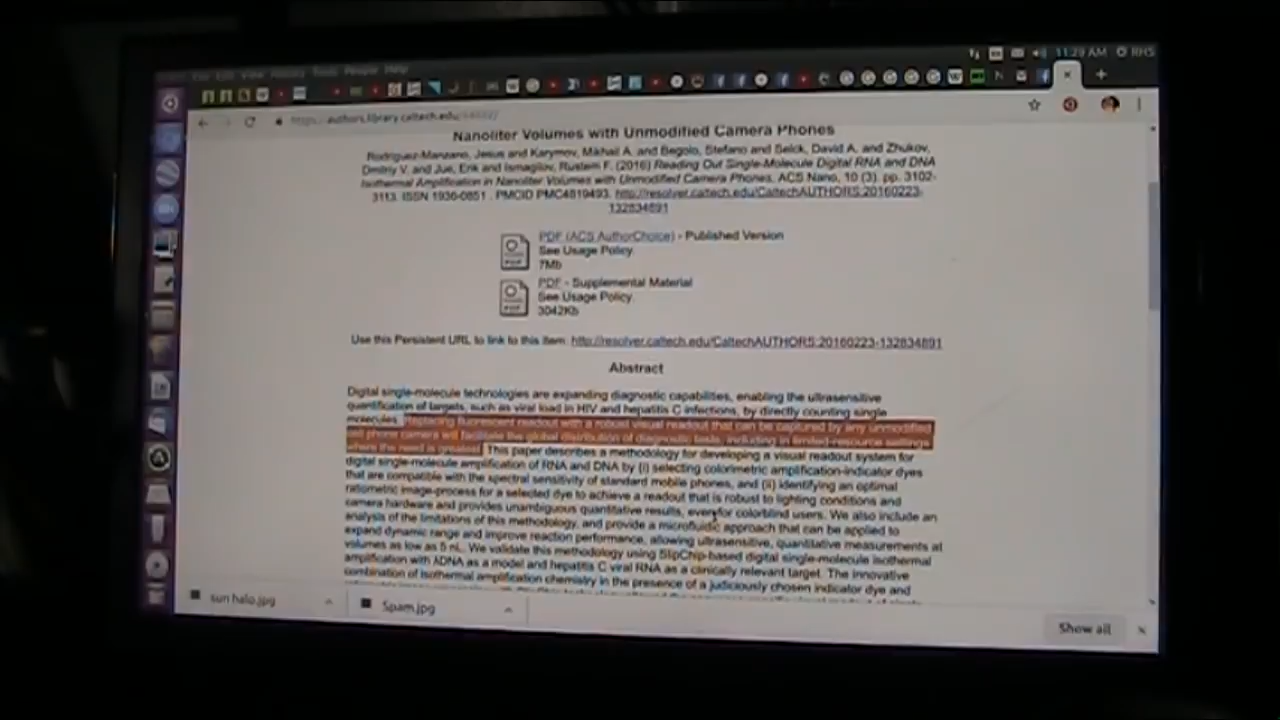 11:29 AM RHS
View History Tools People Help
authors.library.caltech.edu
Nanoliter Volumes with Unmodified Camera Phones
Rodriguez-Manzano, Jesus and Karymov, Mikhail A. and Begolo, Stefano and Selck, David A. and Zhukov,
Dmitriy V. and Jue, Erik and Ismagilov, Rustem F. (2016) Reading Out Single-Molecule Digital RNA and DNA
Isothermal Amplification in Nanoliter Volumes with Unmodified Camera Phones. ACS Nano, 10 (3). pp. 3102-
3113. ISSN 1936-0851. PMCID PMC4819493. http://resolver.caltech.edu/CaltechAUTHORS:20160223-
132834891
PDF (ACS AuthorChoice) - Published Version
See Usage Policy.
7Mb
PDF - Supplemental Material
See Usage Policy.
3042Kb
Use this Persistent URL to link to this item: http://resolver.caltech.edu/CaltechAUTHORS:20160223-132834891
Abstract
Digital single-molecule technologies are expanding diagnostic capabilities, enabling the ultrasensitive
quantification of targets, such as viral load in HIV and hepatitis C infections, by directly counting single
molecules. Replacing fluorescent readout with a robust visual readout that can be captured by any unmodified
cell phone camera will facilitate the global distribution of diagnostic tests, including in limited-resource settings
where the need is greatest. This paper describes a methodology for developing a visual readout system for
digital single-molecule amplification of RNA and DNA by (i) selecting colorimetric amplification-indicator dyes
that are compatible with the spectral sensitivity of standard mobile phones, and (ii) identifying an optimal
ratiometric image-process for a selected dye to achieve a readout that is robust to lighting conditions and
camera hardware and provides unambiguous quantitative results, even for colorblind users. We also include an
analysis of the limitations of this methodology, and provide a microfluidic approach that can be applied to
expand dynamic range and improve reaction performance, allowing ultrasensitive, quantitative measurements at
volumes as low as 5 nL. We validate this methodology using SlipChip-based digital single-molecule isothermal
amplification with λDNA as a model and hepatitis C viral RNA as a clinically relevant target. The innovative
combination of isothermal amplification chemistry in the presence of a judiciously chosen indicator dye and
sun halo.jpg
Spam.jpg
Show all